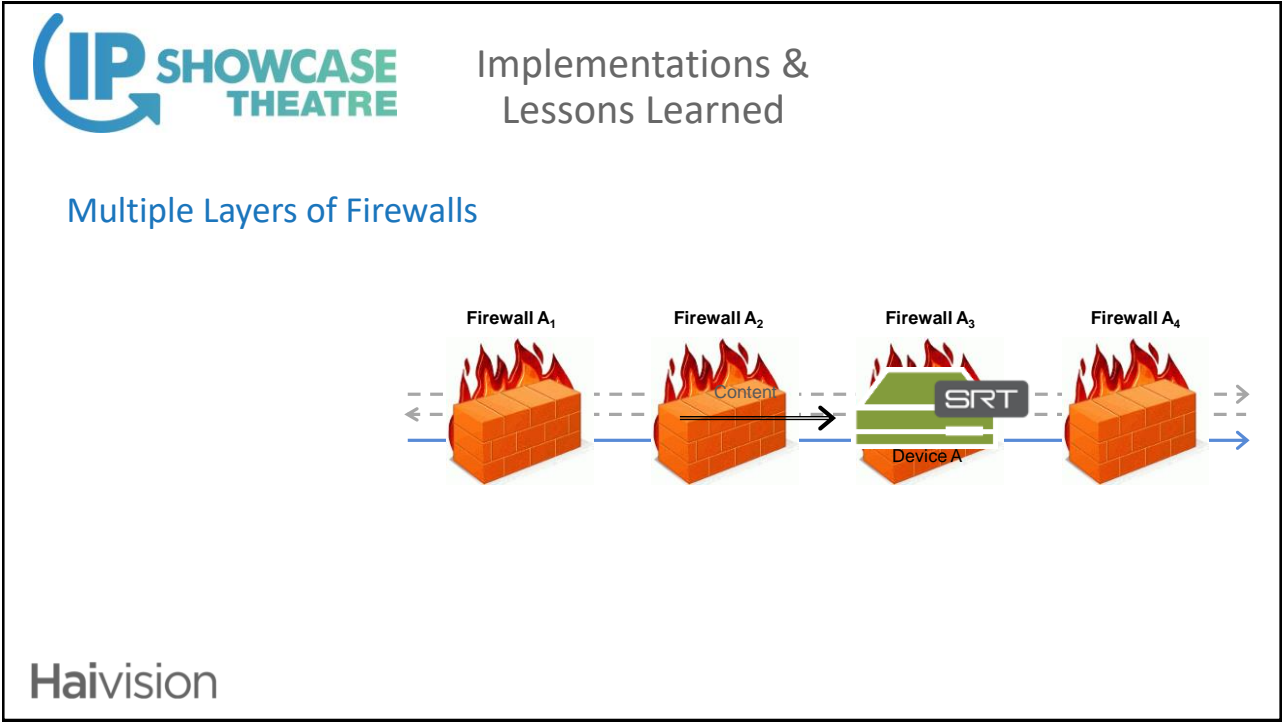 IP SHOWCASE
THEATRE
Implementations &
Lessons Learned
Multiple Layers of Firewalls
Firewall A₁ Firewall A₂ Firewall A₃ Firewall A₄
Content
SRT
Device A
Haivision